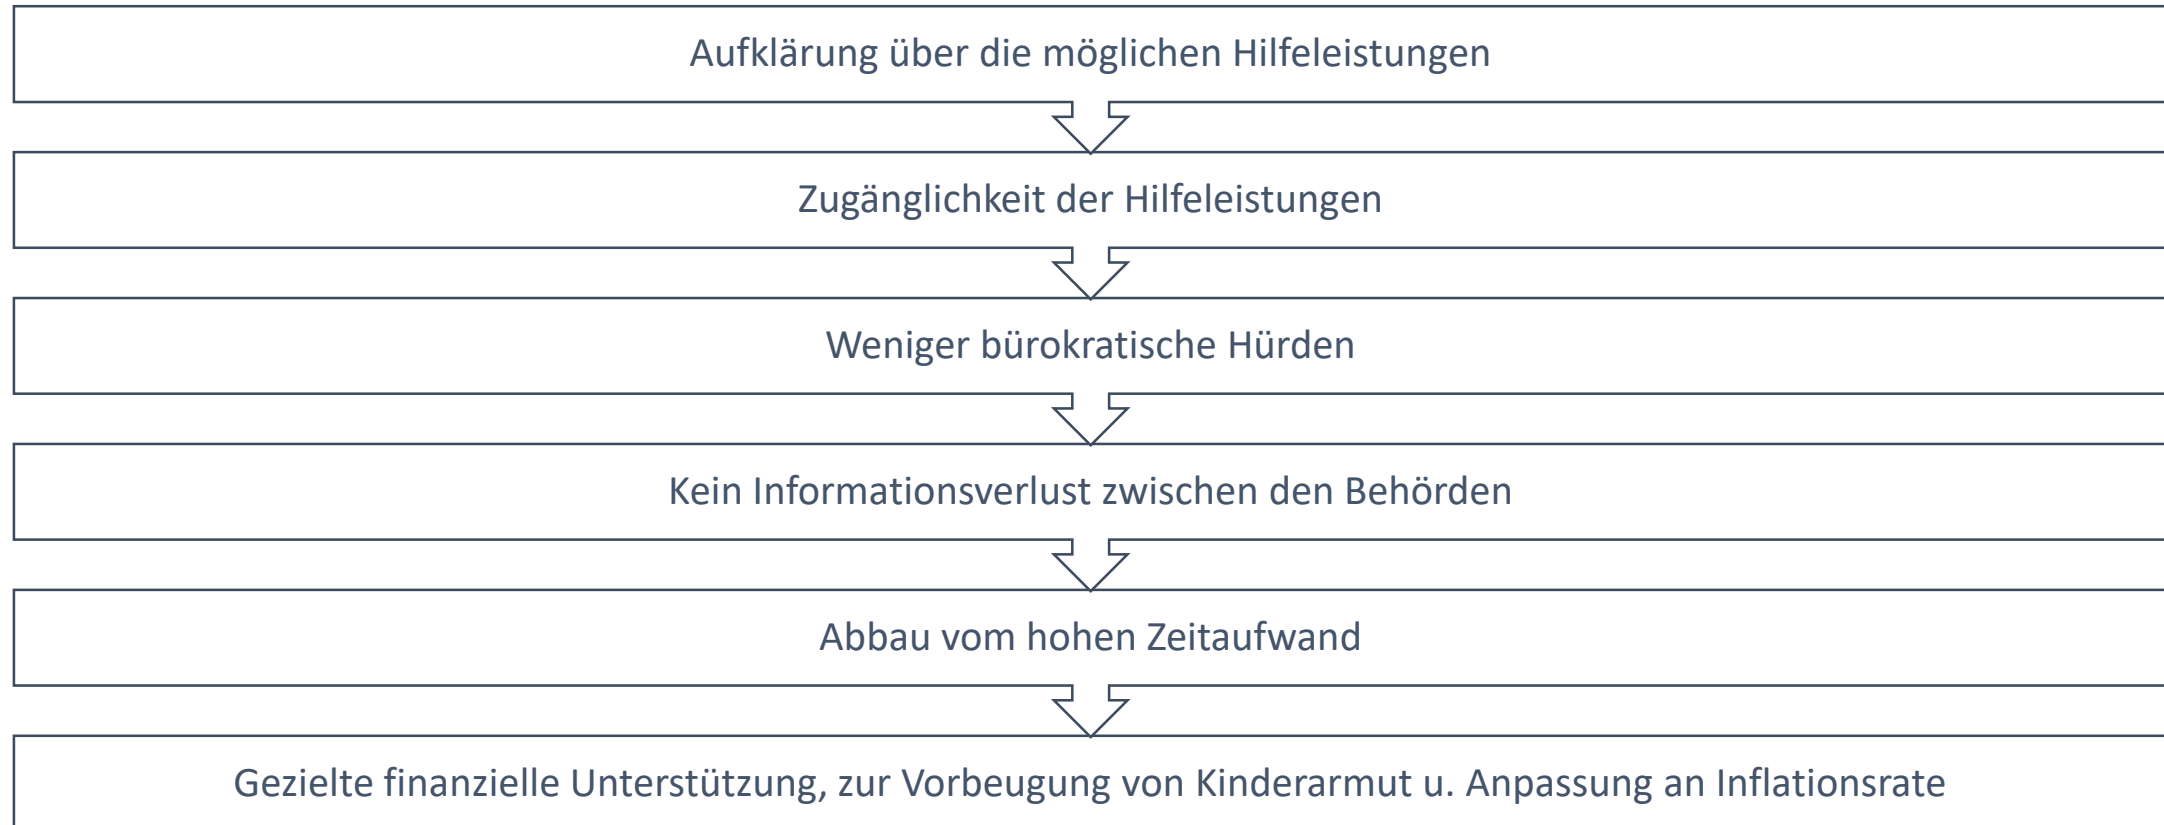 Aufklärung über die möglichen Hilfeleistungen
Zugänglichkeit der Hilfeleistungen
Weniger bürokratische Hürden
Kein Informationsverlust zwischen den Behörden
Abbau vom hohen Zeitaufwand
Gezielte finanzielle Unterstützung, zur Vorbeugung von Kinderarmut u. Anpassung an Inflationsrate